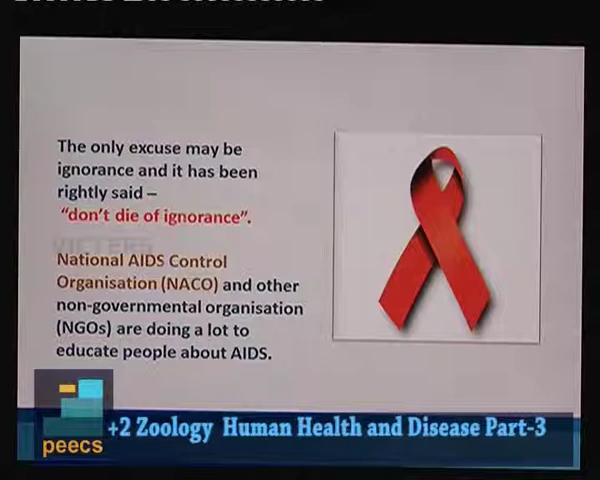 The only excuse may be
ignorance and it has been
rightly said –
“don’t die of ignorance”.
VICTERS
National AIDS Control
Organisation (NACO) and other
non-governmental organisation
(NGOs) are doing a lot to
educate people about AIDS.
peecs
+2 Zoology Human Health and Disease Part-3